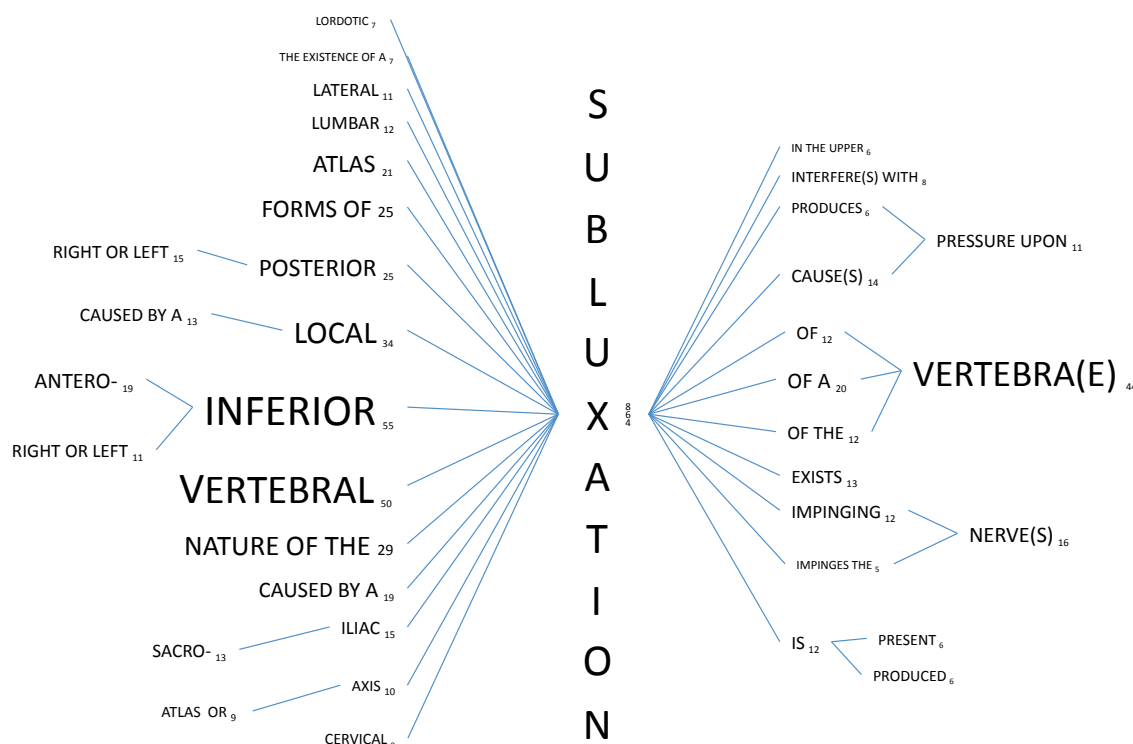 LORDOTIC 7
THE EXISTENCE OF A 7
LATERAL 11
LUMBAR 12
ATLAS 21
FORMS OF 25
RIGHT OR LEFT 15
POSTERIOR 25
CAUSED BY A 13
LOCAL 34
ANTERO- 19
INFERIOR 55
RIGHT OR LEFT 11
VERTEBRAL 50
NATURE OF THE 29
CAUSED BY A 19
ILIAC 15
SACRO- 13
AXIS 10
ATLAS OR 9
CERVICAL
S
U
B
L
U
X
A
T
I
O
N
864
IN THE UPPER 6
INTERFERE(S) WITH 8
PRODUCES 6
PRESSURE UPON 11
CAUSE(S) 14
OF 12
VERTEBRA(E) 44
OF A 20
OF THE 12
EXISTS 13
IMPINGING 12
NERVE(S) 16
IMPINGES THE 5
IS 12
PRESENT 6
PRODUCED 6